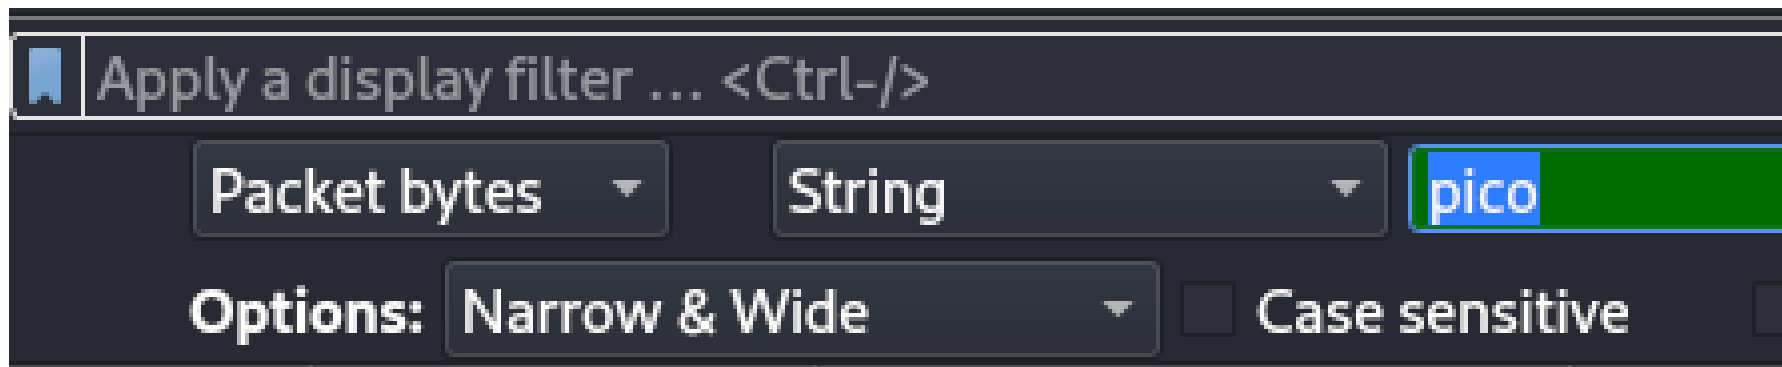 Apply a display filter ... <Ctrl-/>
Packet bytes String pico
Options: Narrow & Wide Case sensitive